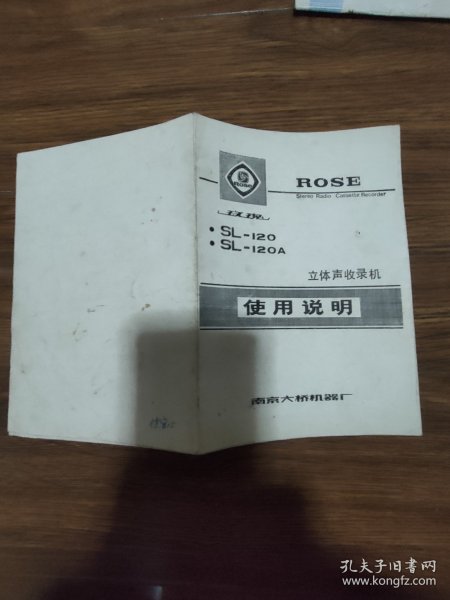 ROSE
ROSE
Stereo Radio Cassette Recorder
玫瑰
• SL-120
• SL-120A
立体声收录机
使用说明
南京大桥机器厂
孔夫子旧书网
www.kongfz.com